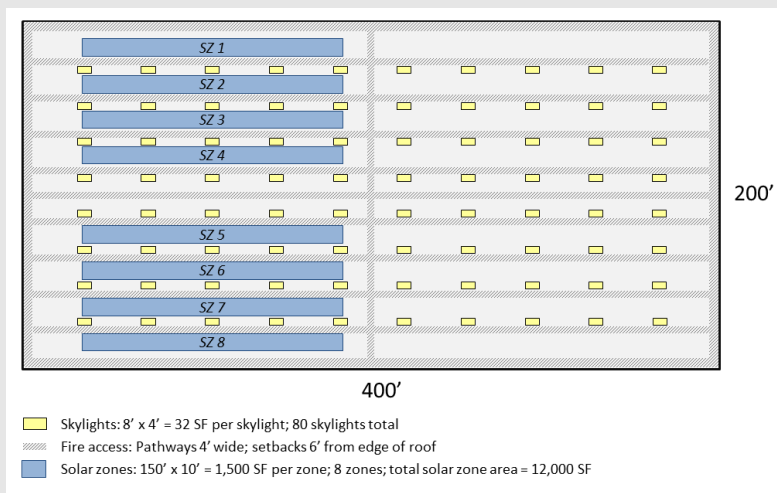 SZ 1
SZ 2
SZ 3
SZ 4
200’
SZ 5
SZ 6
SZ 7
SZ 8
400’
Skylights: 8’ x 4’ = 32 SF per skylight; 80 skylights total
Fire access: Pathways 4’ wide; setbacks 6’ from edge of roof
Solar zones: 150’ x 10’ = 1,500 SF per zone; 8 zones; total solar zone area = 12,000 SF